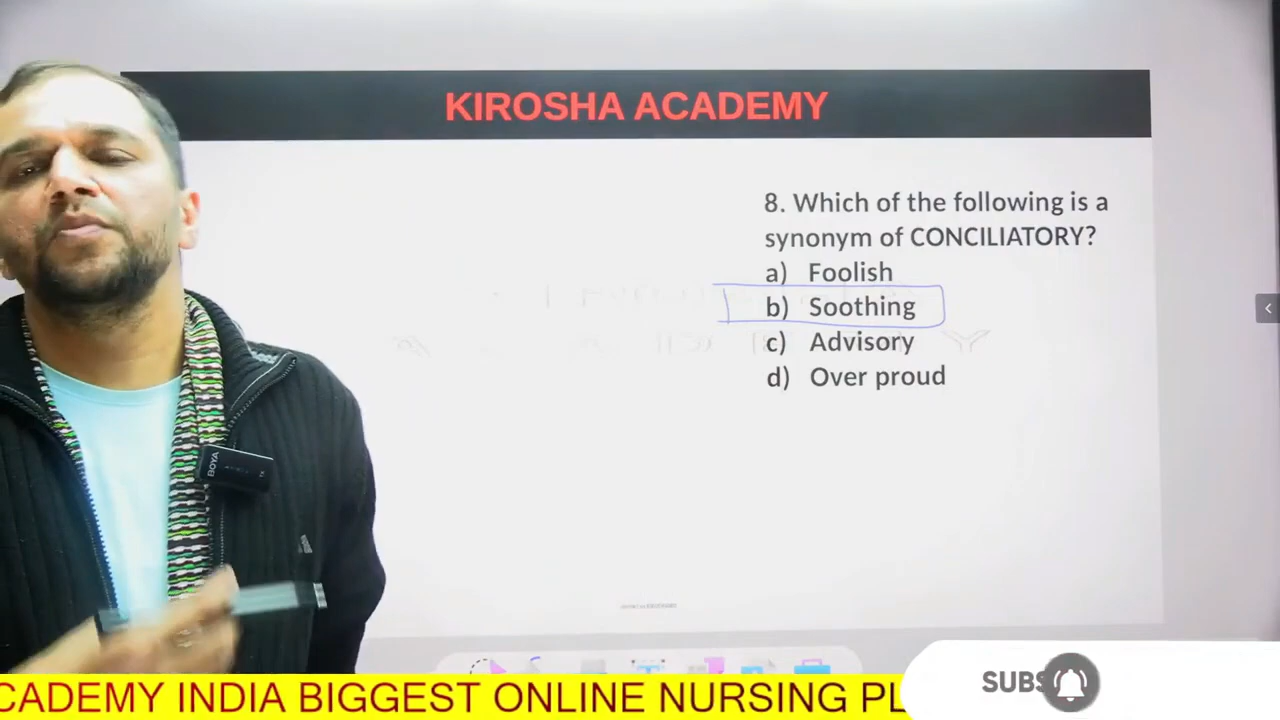 KIROSHA ACADEMY
8. Which of the following is a
synonym of CONCILIATORY?
a) Foolish
b) Soothing
c) Advisory
d) Over proud
BOYA
CADEMY INDIA BIGGEST ONLINE NURSING PL
SUBS